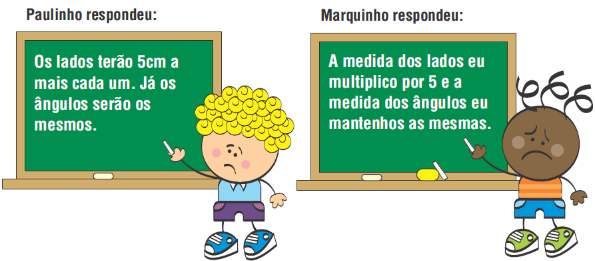 Paulinho respondeu:
Os lados terão 5cm a
mais cada um. Já os
ângulos serão os
mesmos.
Marquinho respondeu:
A medida dos lados eu
multiplico por 5 e a
medida dos ângulos eu
mantenhos as mesmas.